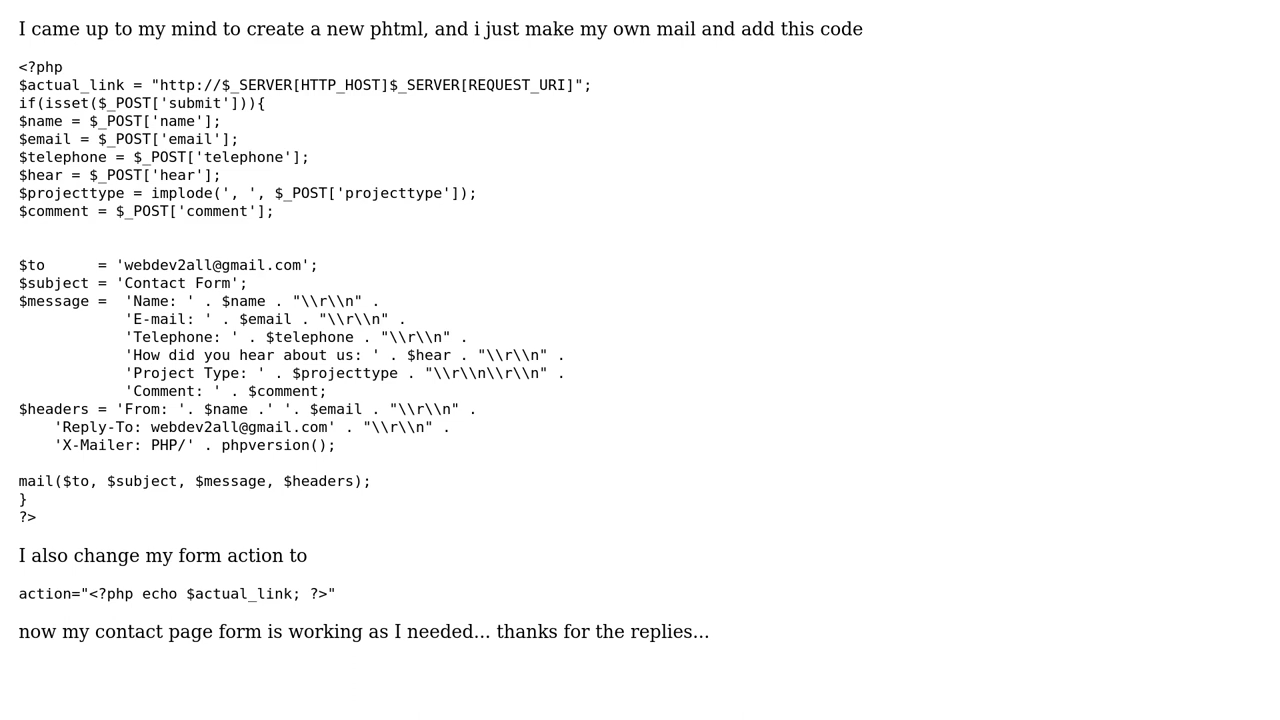 I came up to my mind to create a new phtml, and i just make my own mail and add this code
<?php
$actual_link = "http://$_SERVER[HTTP_HOST]$_SERVER[REQUEST_URI]";
if(isset($_POST['submit'])){
$name = $_POST['name'];
$email = $_POST['email'];
$telephone = $_POST['telephone'];
$hear = $_POST['hear'];
$projecttype = implode(', ', $_POST['projecttype']);
$comment = $_POST['comment'];
$to      = 'webdev2all@gmail.com';
$subject = 'Contact Form';
$message =  'Name: ' . $name . "\\r\\n" .
            'E-mail: ' . $email . "\\r\\n" .
            'Telephone: ' . $telephone . "\\r\\n" .
            'How did you hear about us: ' . $hear . "\\r\\n" .
            'Project Type: ' . $projecttype . "\\r\\n\\r\\n" .
            'Comment: ' . $comment;
$headers = 'From: '. $name .' '. $email . "\\r\\n" .
    'Reply-To: webdev2all@gmail.com' . "\\r\\n" .
    'X-Mailer: PHP/' . phpversion();
mail($to, $subject, $message, $headers);
}
?>
I also change my form action to
action="<?php echo $actual_link; ?>"
now my contact page form is working as I needed... thanks for the replies...